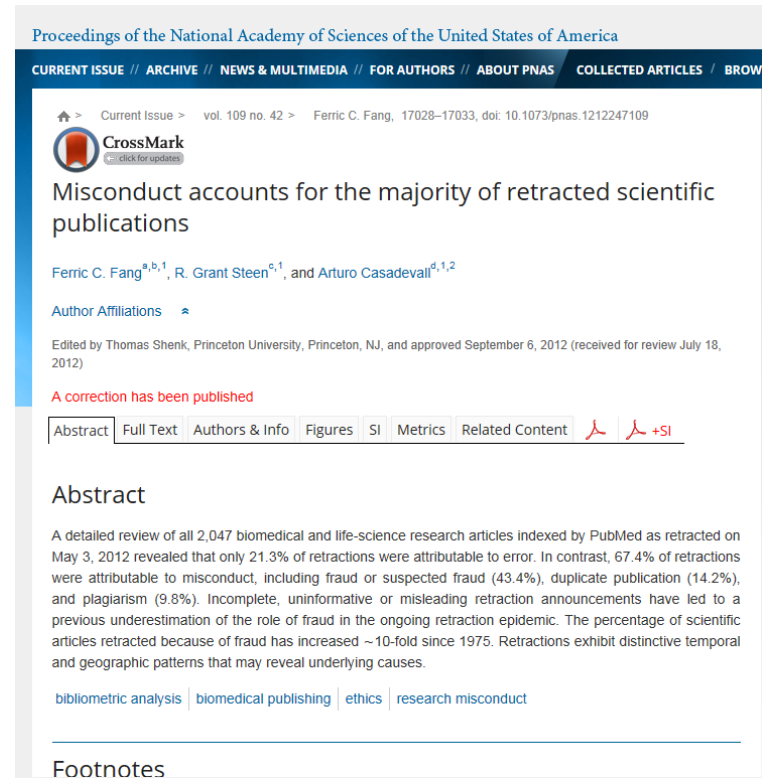 Proceedings of the National Academy of Sciences of the United States of America
CURRENT ISSUE // ARCHIVE // NEWS & MULTIMEDIA // FOR AUTHORS // ABOUT PNAS COLLECTED ARTICLES / BROW
> Current Issue > vol. 109 no. 42 > Ferric C. Fang, 17028–17033, doi: 10.1073/pnas.1212247109
CrossMark
click for updates
Misconduct accounts for the majority of retracted scientific
publications
Ferric C. Fang a,b,1, R. Grant Steen c,1, and Arturo Casadevall d,1,2
Author Affiliations
Edited by Thomas Shenk, Princeton University, Princeton, NJ, and approved September 6, 2012 (received for review July 18,
2012)
A correction has been published
Abstract Full Text Authors & Info Figures SI Metrics Related Content +SI
Abstract
A detailed review of all 2,047 biomedical and life-science research articles indexed by PubMed as retracted on
May 3, 2012 revealed that only 21.3% of retractions were attributable to error. In contrast, 67.4% of retractions
were attributable to misconduct, including fraud or suspected fraud (43.4%), duplicate publication (14.2%),
and plagiarism (9.8%). Incomplete, uninformative or misleading retraction announcements have led to a
previous underestimation of the role of fraud in the ongoing retraction epidemic. The percentage of scientific
articles retracted because of fraud has increased ∼10-fold since 1975. Retractions exhibit distinctive temporal
and geographic patterns that may reveal underlying causes.
bibliometric analysis biomedical publishing ethics research misconduct
Footnotes